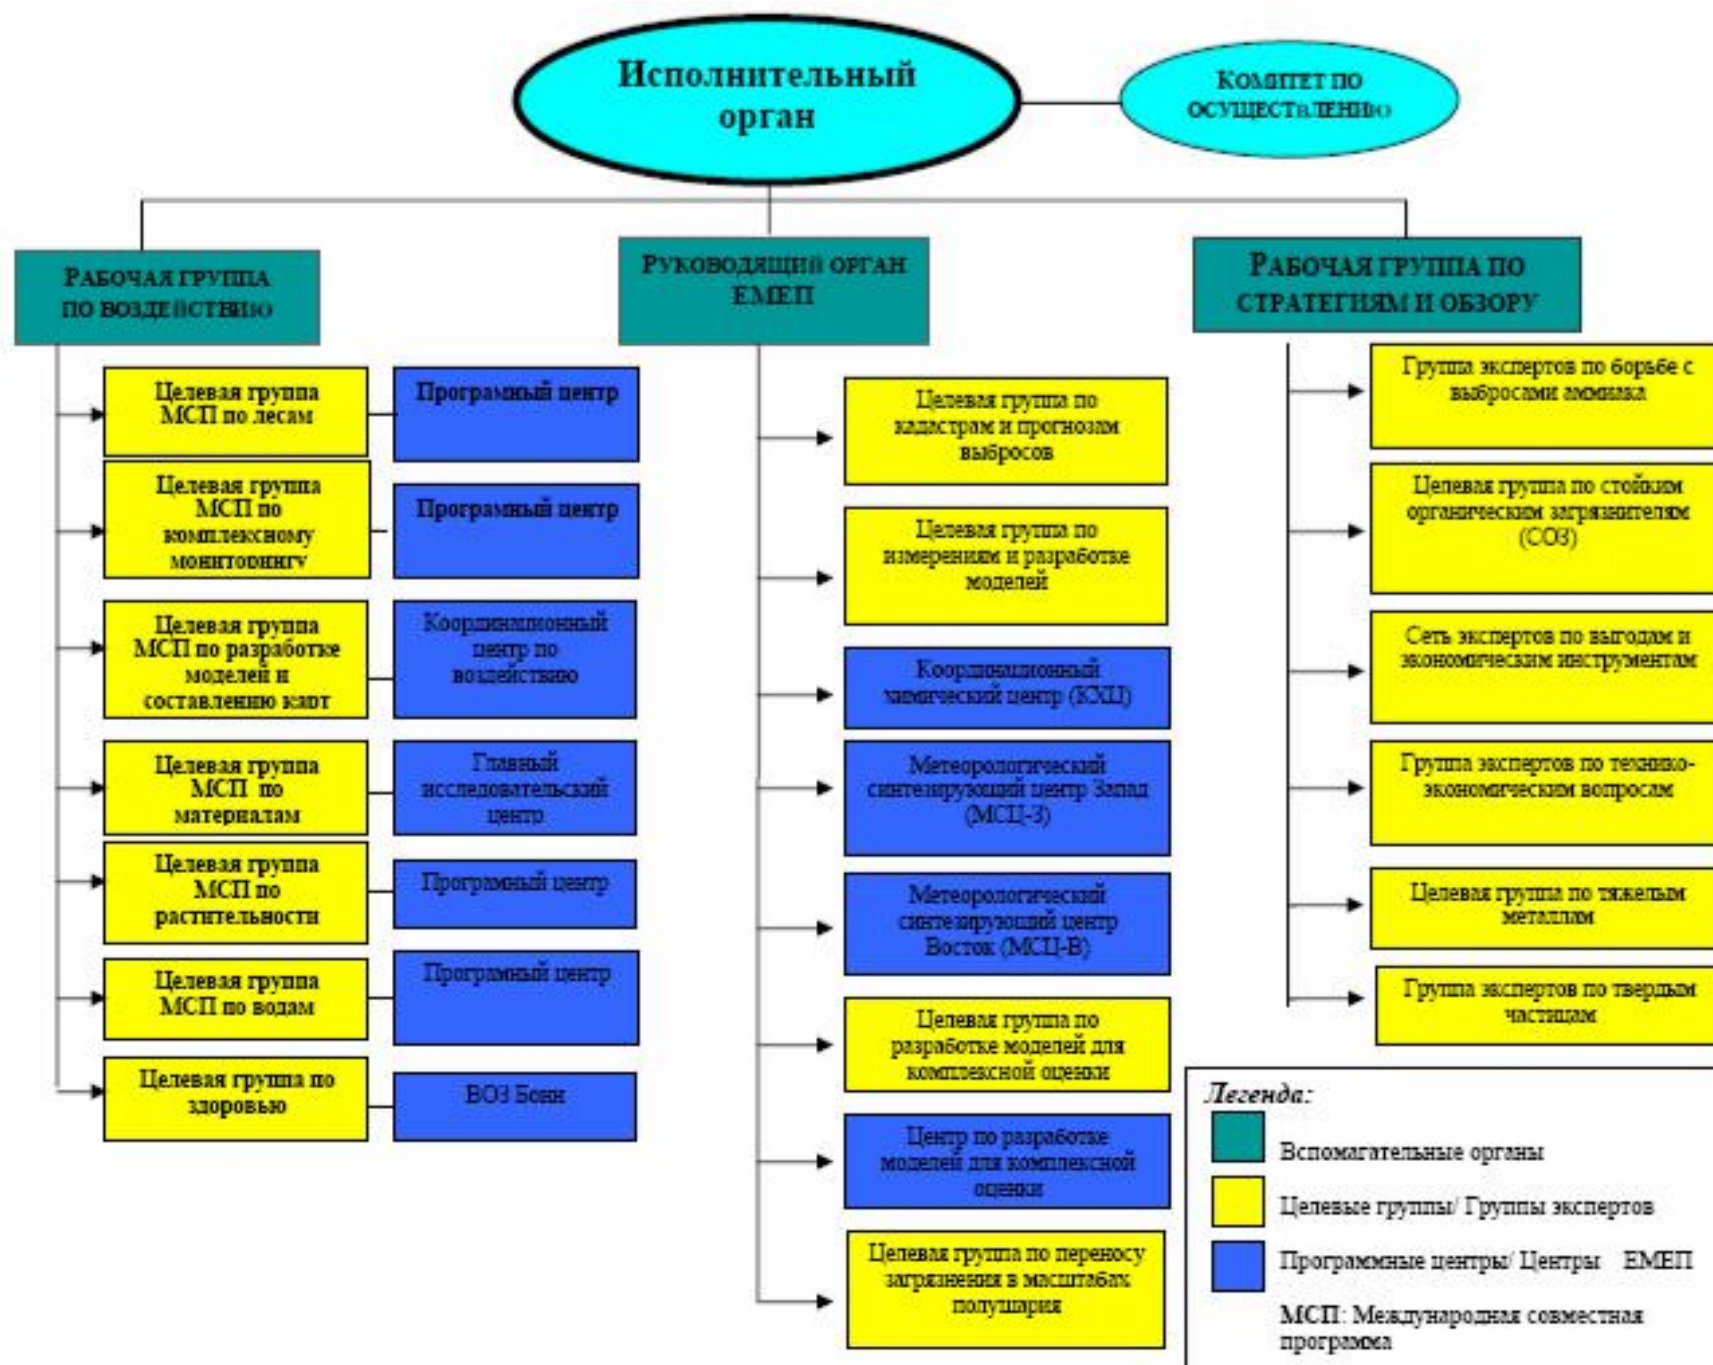 Исполнительный
орган
КОМИТЕТ ПО
ОСУЩЕСТВЛЕНИЮ
РАБОЧАЯ ГРУППА
ПО ВОЗДЕЙСТВИЮ
РУКОВОДЯЩИЙ ОРГАН
ЕМЕП
РАБОЧАЯ ГРУППА ПО
СТРАТЕГИЯМ И ОБЗОРУ
Целевая группа
МСП по лесам
Програмный центр
Целевая группа
МСП по
комплексному
мониторингу
Програмный центр
Целевая группа
МСП по разработке
моделей и
составлению карт
Координационный
центр по
воздействию
Целевая группа
МСП по
материалам
Главный
исследовательский
центр
Целевая группа
МСП по
растительности
Програмный центр
Целевая группа
МСП по водам
Програмный центр
Целевая группа по
здоровью
ВОЗ Бонн
Целевая группа по
кадастрам и прогнозам
выбросов
Целевая группа по
измерениям и разработке
моделей
Координационный
химический центр (КХЦ)
Метеорологический
синтезирующий центр Запад
(МСЦ-З)
Метеорологический
синтезирующий центр
Восток (МСЦ-В)
Целевая группа по
разработке моделей для
комплексной оценки
Центр по разработке
моделей для комплексной
оценки
Целевая группа по переносу
загрязнения в масштабах
полушария
Группа экспертов по борьбе с
выбросами аммиака
Целевая группа по стойким
органическим загрязнителям
(СОЗ)
Сеть экспертов по выгодам и
экономическим инструментам
Группа экспертов по технико-
экономическим вопросам
Целевая группа по тяжелым
металлам
Группа экспертов по твердым
частицам
Легенда:
Вспомагательные органы
Целевые группы/ Группы экспертов
Программные центры/ Центры ЕМЕП
МСП: Международная совместная
программа